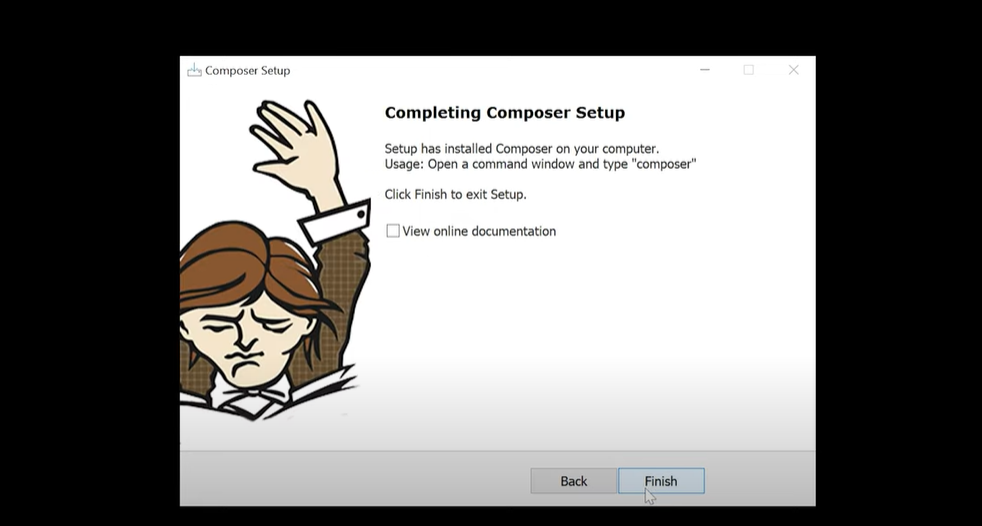 Composer Setup
Completing Composer Setup
Setup has installed Composer on your computer.
Usage: Open a command window and type "composer"
Click Finish to exit Setup.
View online documentation
Back
Finish